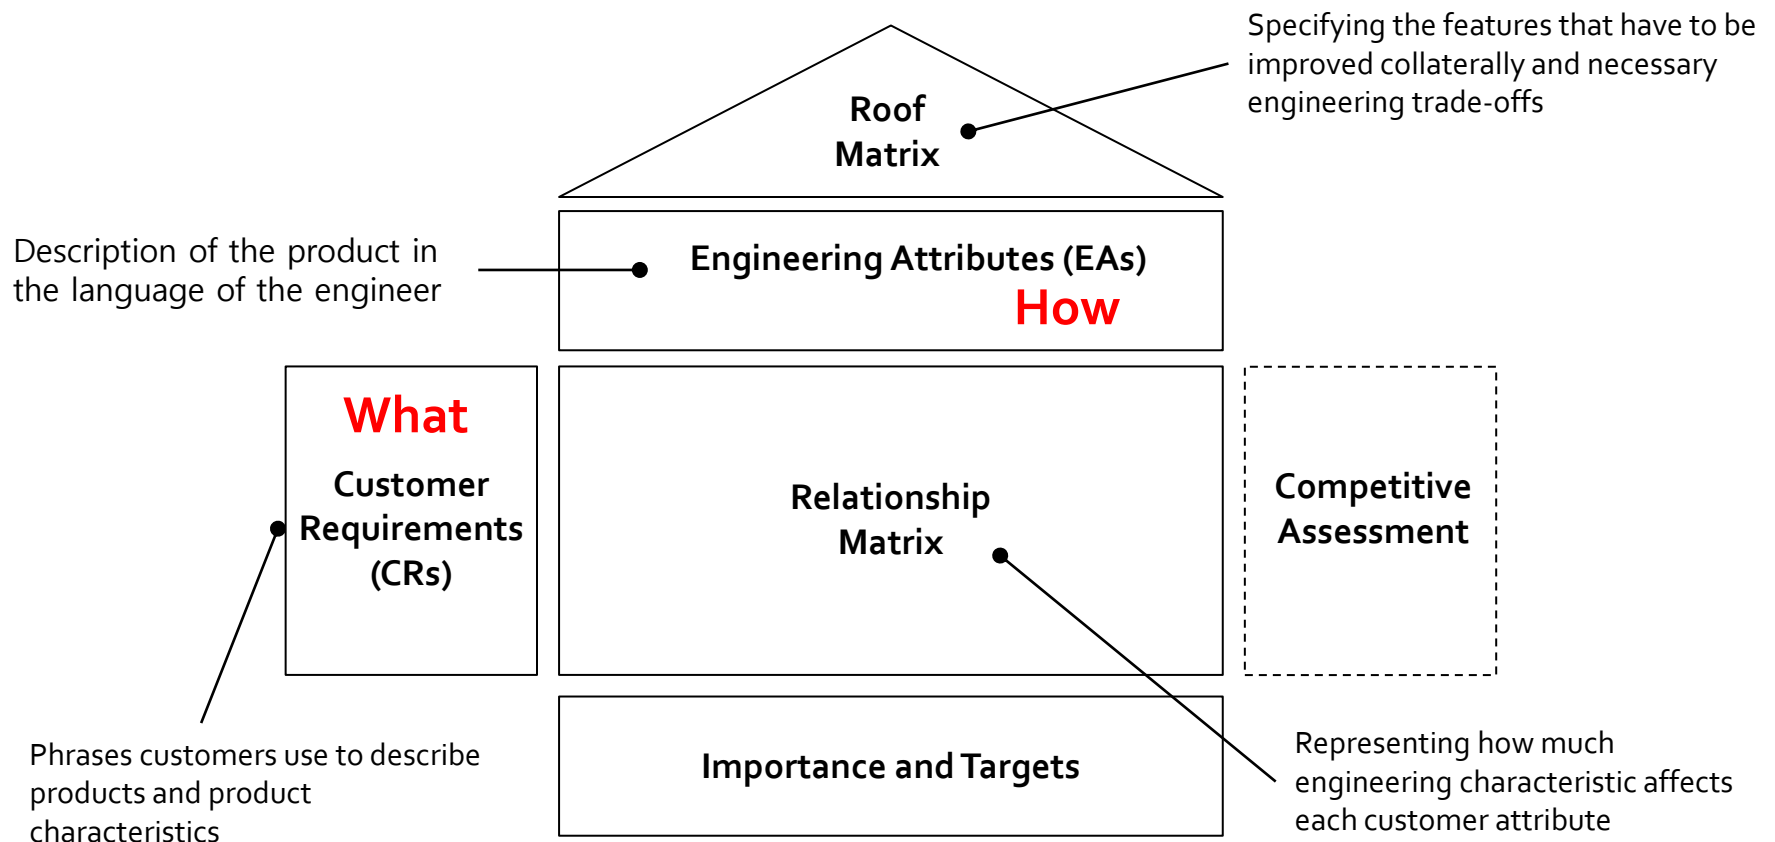 Specifying the features that have to be
improved collaterally and necessary
engineering trade-offs
Roof
Matrix
Description of the product in
the language of the engineer
Engineering Attributes (EAs)
How
What
Customer
Requirements
(CRs)
Relationship
Matrix
Competitive
Assessment
Phrases customers use to describe
products and product
characteristics
Importance and Targets
Representing how much
engineering characteristic affects
each customer attribute